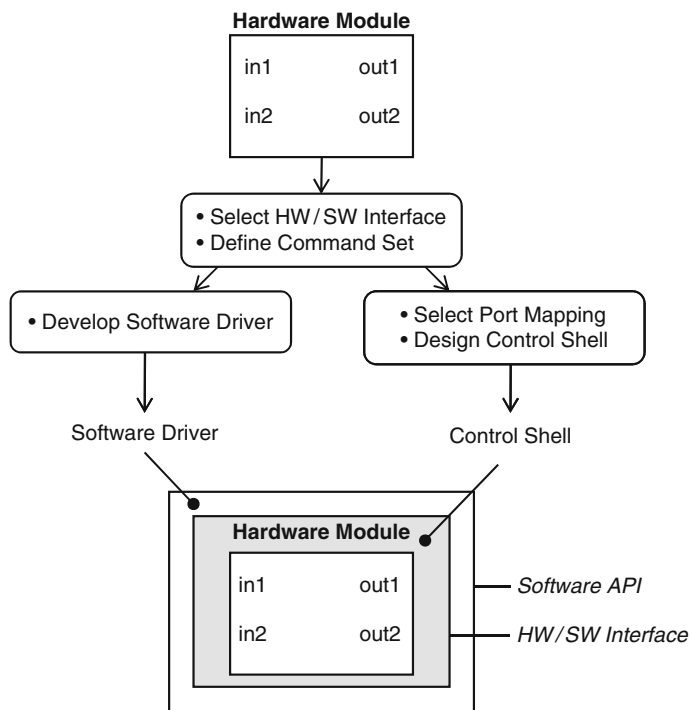 Hardware Module
in1 out1
in2 out2
• Select HW/SW Interface
• Define Command Set
• Develop Software Driver
• Select Port Mapping
• Design Control Shell
Software Driver
Control Shell
Hardware Module
in1 out1
in2 out2
Software API
HW/SW Interface